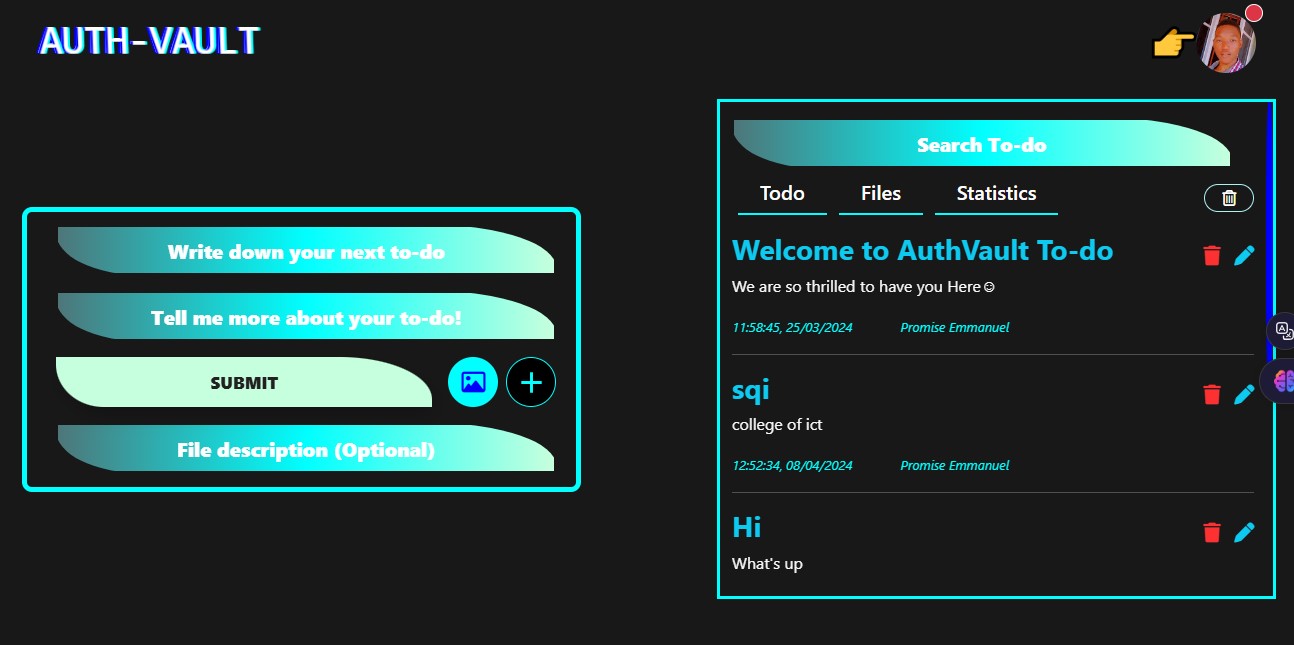 AUTH-VAULT
Write down your next to-do
Tell me more about your to-do!
SUBMIT
File description (Optional)
Search To-do
Todo Files Statistics
Welcome to AuthVault To-do
We are so thrilled to have you Here☺
11:58:45, 25/03/2024 Promise Emmanuel
sqi
college of ict
12:52:34, 08/04/2024 Promise Emmanuel
Hi
What's up